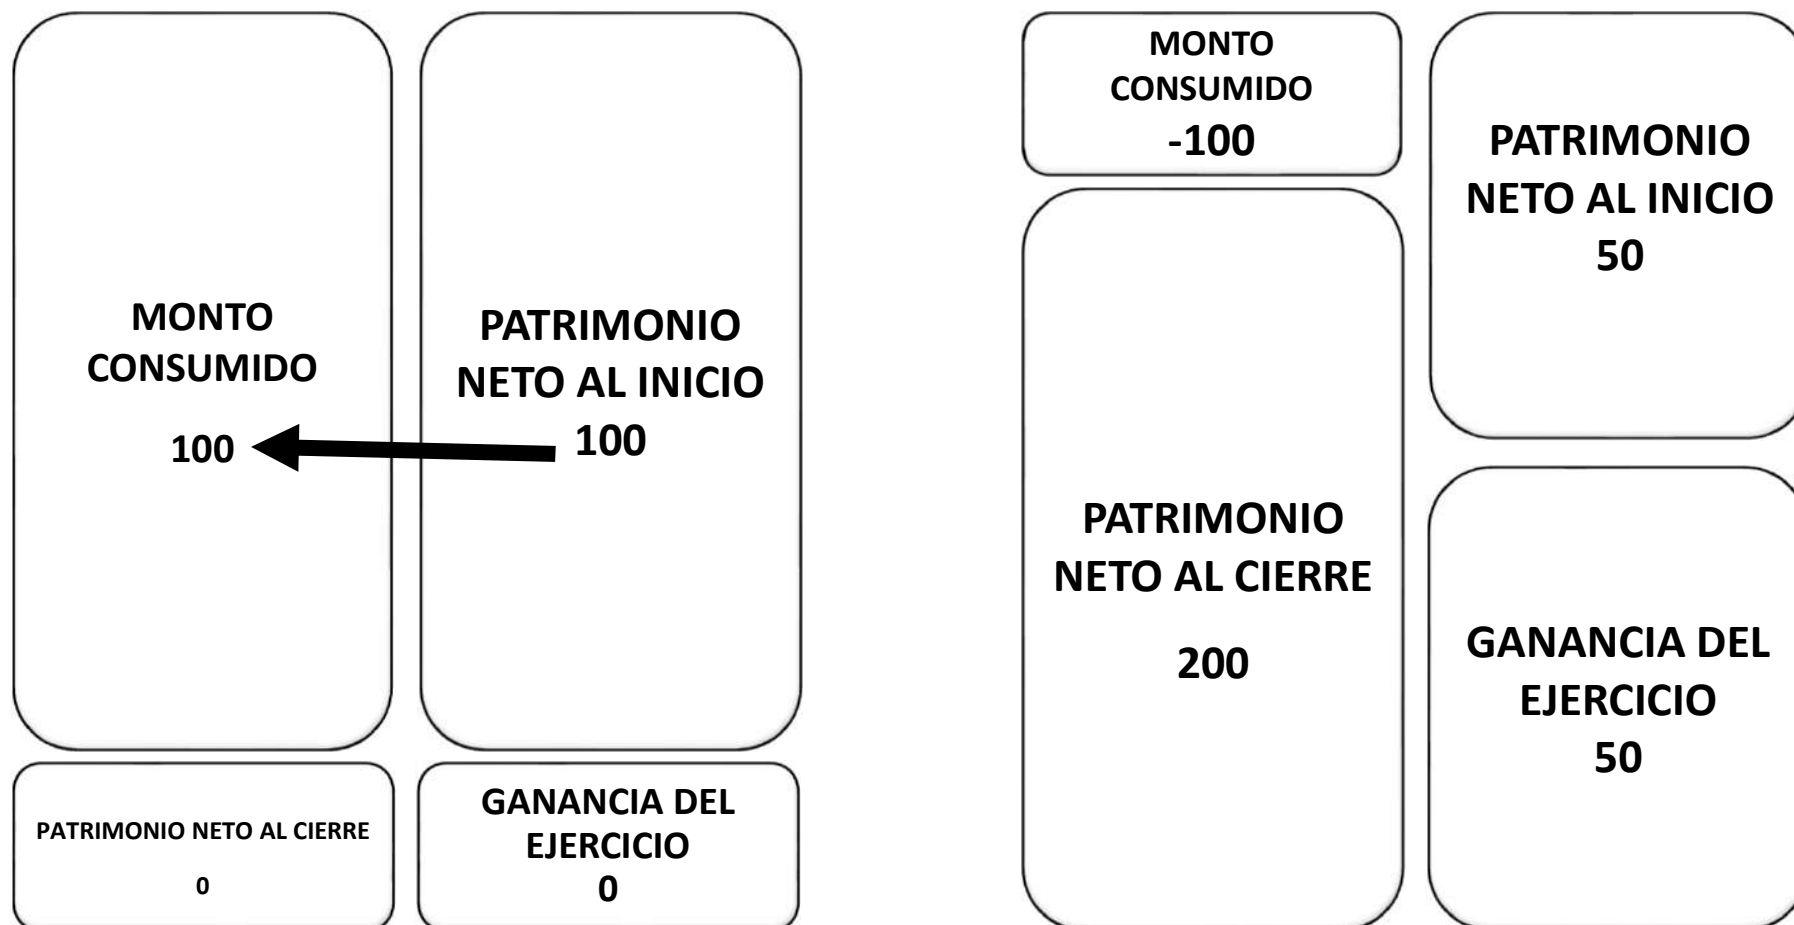 MONTO
CONSUMIDO
100
PATRIMONIO
NETO AL INICIO
100
PATRIMONIO NETO AL CIERRE
0
GANANCIA DEL
EJERCICIO
0
MONTO
CONSUMIDO
-100
PATRIMONIO
NETO AL INICIO
50
PATRIMONIO
NETO AL CIERRE
200
GANANCIA DEL
EJERCICIO
50